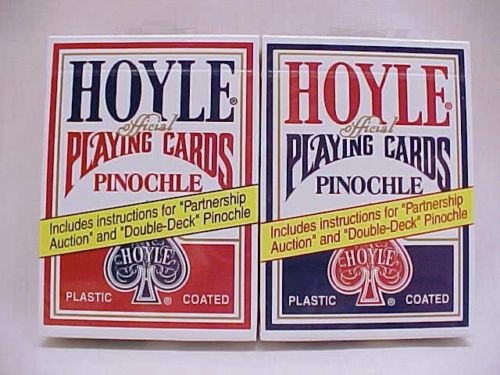 HOYLE®
official
PLAYING CARDS
PINOCHLE
Includes instructions for "Partnership
Auction" and "Double-Deck" Pinochle
HOYLE
PLASTIC ® COATED
HOYLE®
official
PLAYING CARDS
PINOCHLE
Includes instructions for "Partnership
Auction" and "Double-Deck" Pinochle
HOYLE
PLASTIC ® COATED